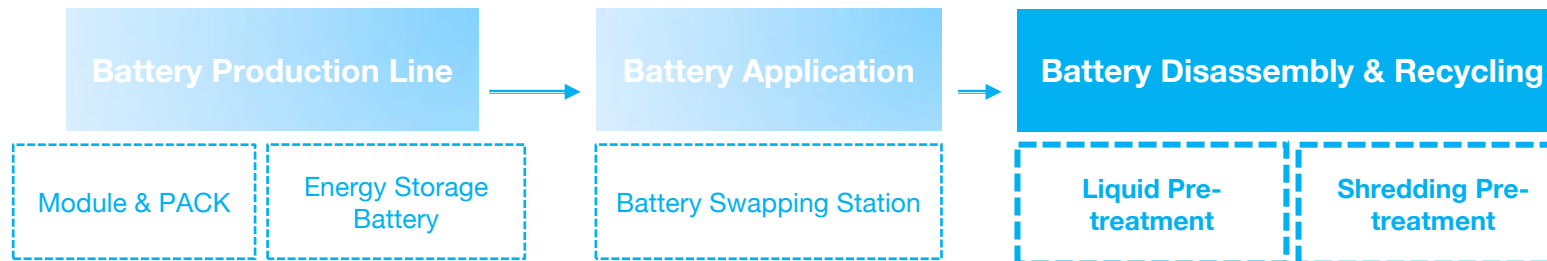 Battery Production Line
Battery Application
Battery Disassembly & Recycling
Module & PACK
Energy Storage
Battery
Battery Swapping Station
Liquid Pre-
treatment
Shredding Pre-
treatment